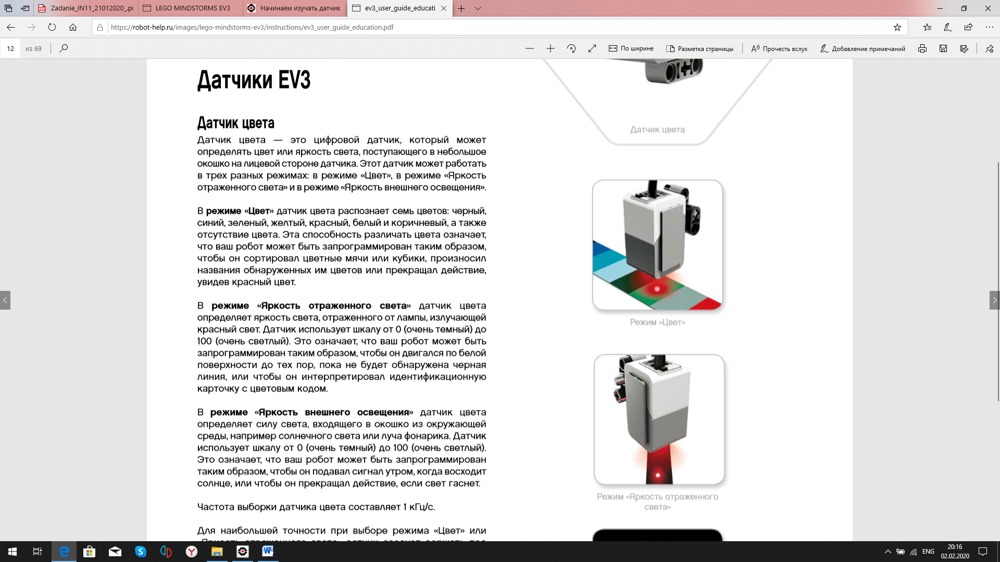 Zadanie_IN11_21012020_.pc
LEGO MINDSTORMS EV3
Начинаем изучать датчик
ev3_user_guide_educati
https://robot-help.ru/images/lego-mindstorms-ev3/instructions/ev3_user_guide_education.pdf
12 из 69
По ширине
Разметка страницы
Прочесть вслух
Добавление примечаний
Датчики EV3
Датчик цвета
Датчик цвета — это цифровой датчик, который может
определять цвет или яркость света, поступающего в небольшое
окошко на лицевой стороне датчика. Этот датчик может работать
в трех разных режимах: в режиме «Цвет», в режиме «Яркость
отраженного света» и в режиме «Яркость внешнего освещения».
В режиме «Цвет» датчик цвета распознает семь цветов: черный,
синий, зеленый, желтый, красный, белый и коричневый, а также
отсутствие цвета. Эта способность различать цвета означает,
что ваш робот может быть запрограммирован таким образом,
чтобы он сортировал цветные мячи или кубики, произносил
названия обнаруженных им цветов или прекращал действие,
увидев красный цвет.
В режиме «Яркость отраженного света» датчик цвета
определяет яркость света, отраженного от лампы, излучающей
красный свет. Датчик использует шкалу от 0 (очень темный) до
100 (очень светлый). Это означает, что ваш робот может быть
запрограммирован таким образом, чтобы он двигался по белой
поверхности до тех пор, пока не будет обнаружена черная
линия, или чтобы он интерпретировал идентификационную
карточку с цветовым кодом.
В режиме «Яркость внешнего освещения» датчик цвета
определяет силу света, входящего в окошко из окружающей
среды, например солнечного света или луча фонарика. Датчик
использует шкалу от 0 (очень темный) до 100 (очень светлый).
Это означает, что ваш робот может быть запрограммирован
таким образом, чтобы он подавал сигнал утром, когда восходит
солнце, или чтобы он прекращал действие, если свет гаснет.
Частота выборки датчика цвета составляет 1 кГц/с.
Для наибольшей точности при выборе режима «Цвет» или
Датчик цвета
Режим «Цвет»
Режим «Яркость отраженного
света»
ENG
20:16
02.02.2020